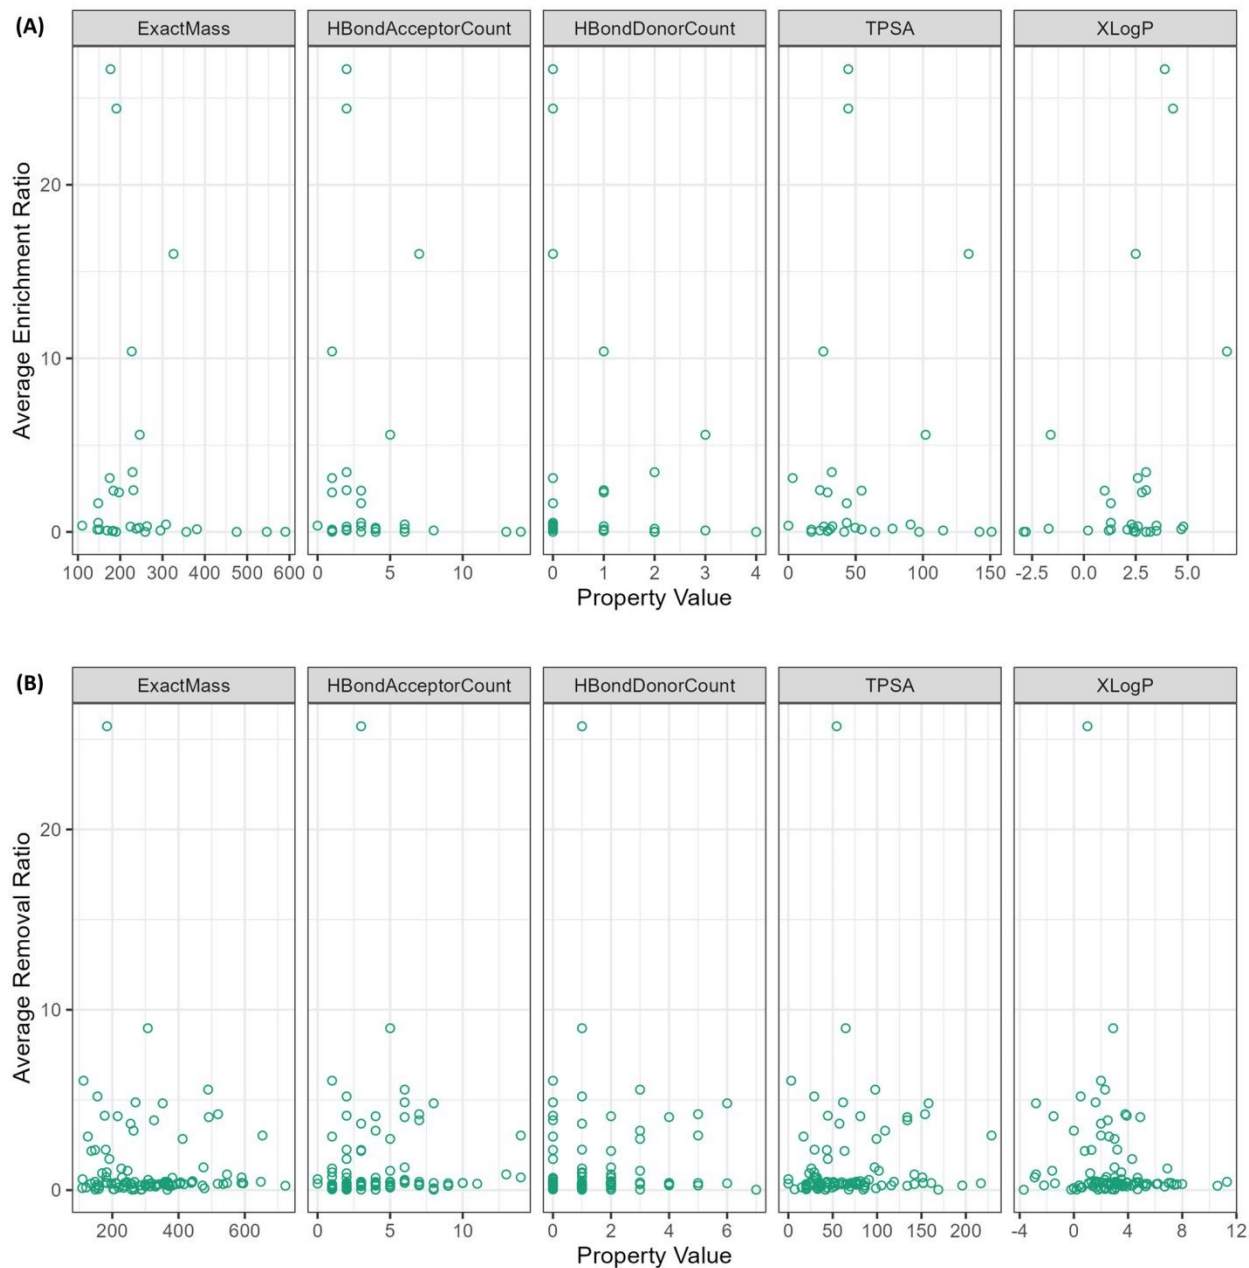 (A)
ExactMass HBondAcceptorCount HBondDonorCount TPSA XLogP
Average Enrichment Ratio
20
10
0
100 200 300 400 500 600 0 5 10 0 1 2 3 4 0 50 100 150 -2.5 0.0 2.5 5.0
Property Value
(B)
ExactMass HBondAcceptorCount HBondDonorCount TPSA XLogP
Average Removal Ratio
20
10
0
200 400 600 0 5 10 0 2 4 6 0 50 100 150 200 -4 0 4 8 12
Property Value